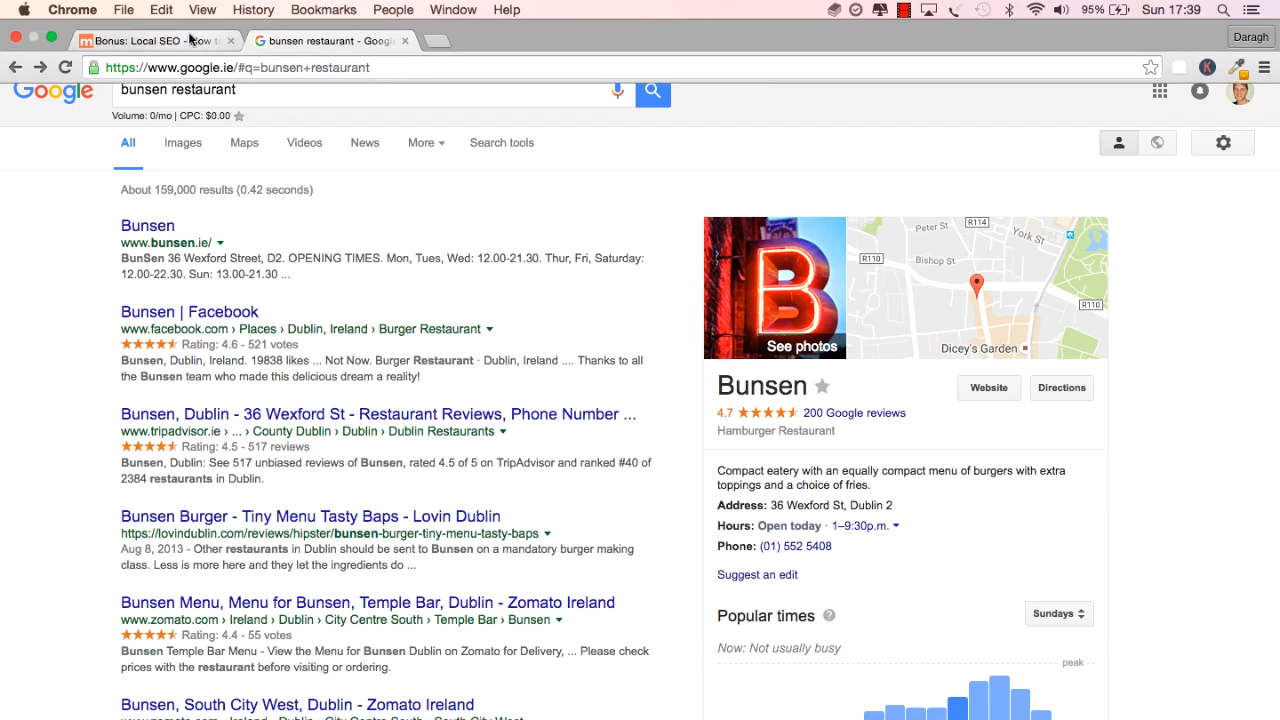 Chrome File Edit View History Bookmarks People Window Help 95% Sun 17:39
Bonus: Local SEO - How to bunsen restaurant - Google Daragh
https://www.google.ie/#q=bunsen+restaurant
Google bunsen restaurant
Volume: 0/mo | CPC: $0.00
All Images Maps Videos News More Search tools
About 159,000 results (0.42 seconds)
Bunsen
www.bunsen.ie/
BunSen 36 Wexford Street, D2. OPENING TIMES. Mon, Tues, Wed: 12.00-21.30. Thur, Fri, Saturday:
12.00-22.30. Sun: 13.00-21.30 ...
Bunsen | Facebook
www.facebook.com › Places › Dublin, Ireland › Burger Restaurant
Rating: 4.6 - 521 votes
Bunsen, Dublin, Ireland. 19838 likes ... Not Now. Burger Restaurant · Dublin, Ireland .... Thanks to all
the Bunsen team who made this delicious dream a reality!
Bunsen, Dublin - 36 Wexford St - Restaurant Reviews, Phone Number ...
www.tripadvisor.ie › ... › County Dublin › Dublin › Dublin Restaurants
Rating: 4.5 - 517 reviews
Bunsen, Dublin: See 517 unbiased reviews of Bunsen, rated 4.5 of 5 on TripAdvisor and ranked #40 of
2384 restaurants in Dublin.
Bunsen Burger - Tiny Menu Tasty Baps - Lovin Dublin
https://lovindublin.com/reviews/hipster/bunsen-burger-tiny-menu-tasty-baps
Aug 8, 2013 - Other restaurants in Dublin should be sent to Bunsen on a mandatory burger making
class. Less is more here and they let the ingredients do ...
Bunsen Menu, Menu for Bunsen, Temple Bar, Dublin - Zomato Ireland
www.zomato.com › Ireland › Dublin › City Centre South › Temple Bar › Bunsen
Rating: 4.4 - 55 votes
Bunsen Temple Bar Menu - View the Menu for Bunsen Dublin on Zomato for Delivery, ... Please check
prices with the restaurant before visiting or ordering.
Bunsen, South City West, Dublin - Zomato Ireland
www.zomato.com › Ireland › Dublin › City Centre South › South City West
B
See photos
R114
Peter St
York St
Bishop St
R110
R110
Dicey's Garden
Bunsen Website Directions
4.7 200 Google reviews
Hamburger Restaurant
Compact eatery with an equally compact menu of burgers with extra
toppings and a choice of fries.
Address: 36 Wexford St, Dublin 2
Hours: Open today · 1–9:30p.m.
Phone: (01) 552 5408
Suggest an edit
Popular times ? Sundays
Now: Not usually busy
peak